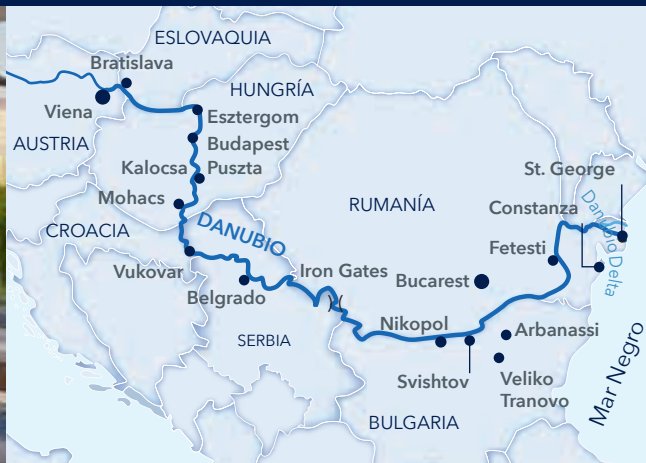 ESLOVAQUIA
Bratislava
HUNGRÍA
Viena
Esztergom
AUSTRIA
Budapest
Kalocsa
Puszta
St. George
Mohacs
RUMANÍA
Constanza
Danubio Delta
CROACIA
DANUBIO
Fetesti
Vukovar
Iron Gates
Bucarest
Belgrado
Nikopol
Arbanassi
SERBIA
Svishtov
Veliko
Tranovo
Mar Negro
BULGARIA